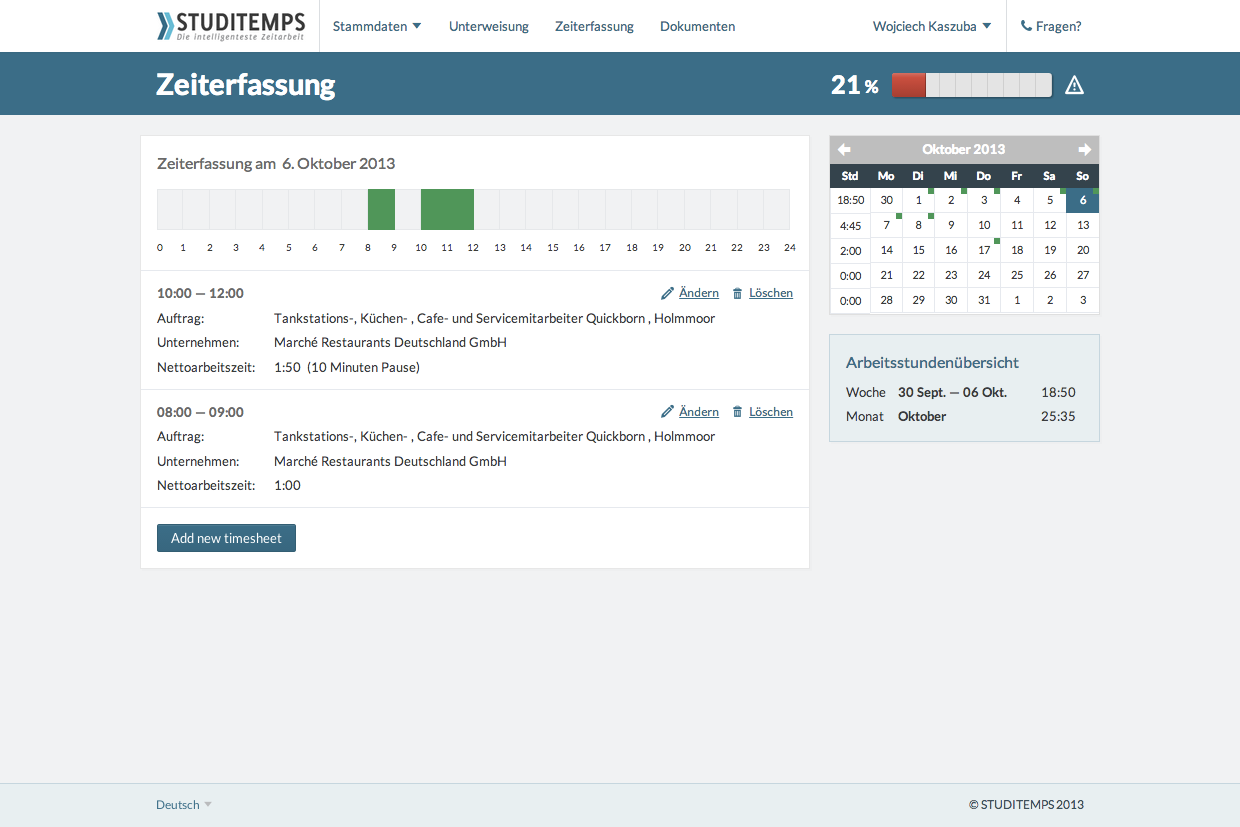 STUDITEMPS
Die intelligenteste Zeitarbeit
Stammdaten Unterweisung Zeiterfassung Dokumenten Wojciech Kaszuba Fragen?
Zeiterfassung 21 %
Zeiterfassung am 6. Oktober 2013
0 1 2 3 4 5 6 7 8 9 10 11 12 13 14 15 16 17 18 19 20 21 22 23 24
10:00 — 12:00 Ändern Löschen
Auftrag: Tankstations-, Küchen- , Cafe- und Servicemitarbeiter Quickborn , Holmmoor
Unternehmen: Marché Restaurants Deutschland GmbH
Nettoarbeitszeit: 1:50 (10 Minuten Pause)
08:00 — 09:00 Ändern Löschen
Auftrag: Tankstations-, Küchen- , Cafe- und Servicemitarbeiter Quickborn , Holmmoor
Unternehmen: Marché Restaurants Deutschland GmbH
Nettoarbeitszeit: 1:00
Add new timesheet
Oktober 2013
Std Mo Di Mi Do Fr Sa So
18:50 30 1 2 3 4 5 6
4:45 7 8 9 10 11 12 13
2:00 14 15 16 17 18 19 20
0:00 21 22 23 24 25 26 27
0:00 28 29 30 31 1 2 3
Arbeitsstundenübersicht
Woche 30 Sept. — 06 Okt. 18:50
Monat Oktober 25:35
Deutsch © STUDITEMPS 2013